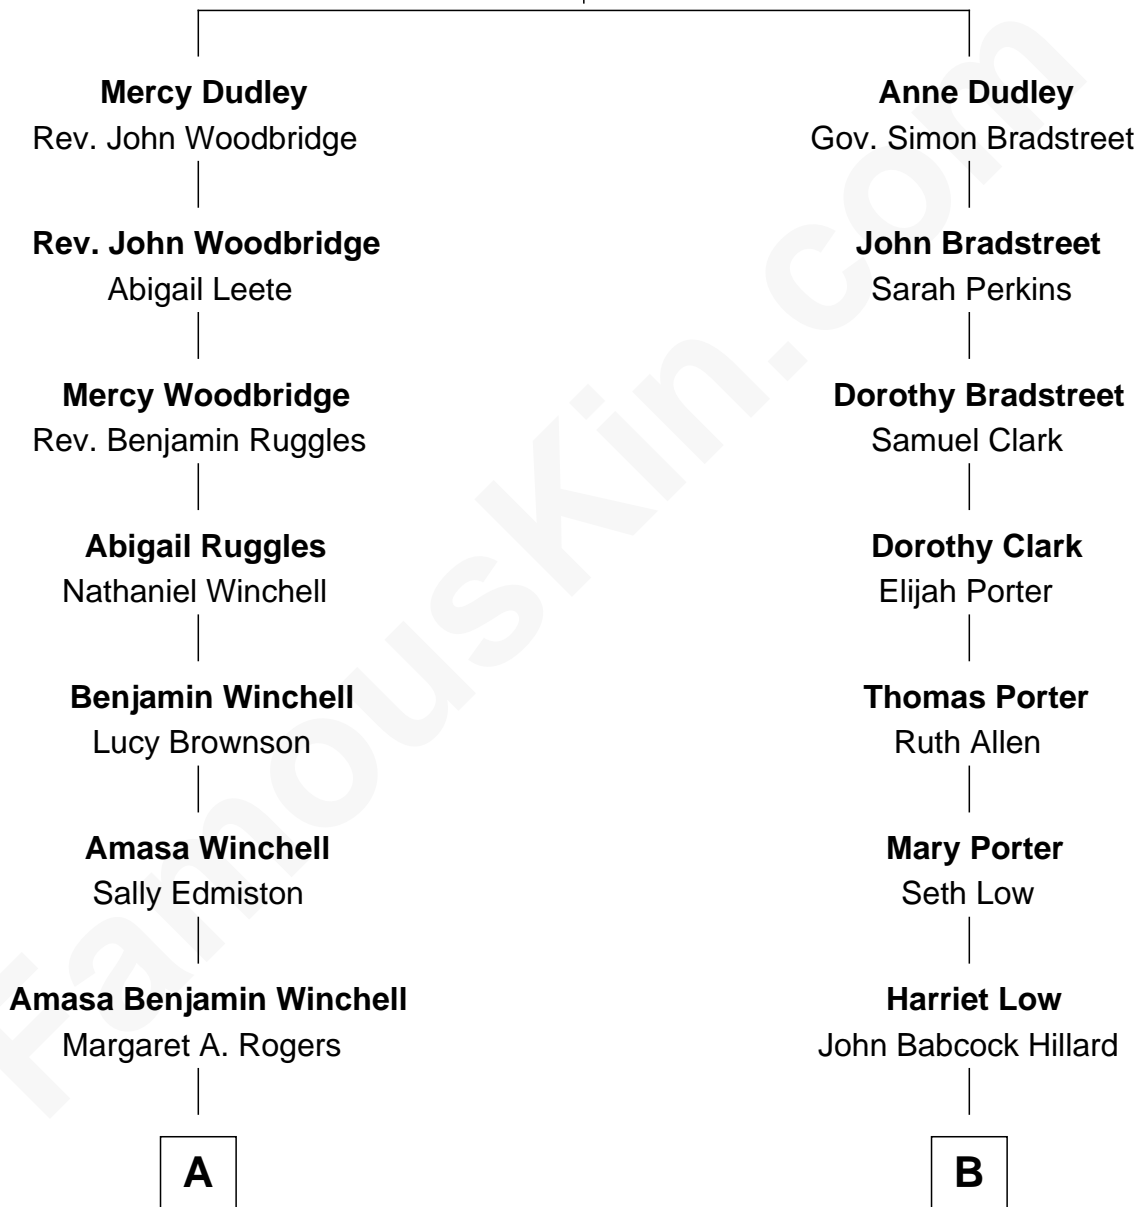 Mercy Dudley
Rev. John Woodbridge
Anne Dudley
Gov. Simon Bradstreet
Rev. John Woodbridge
Abigail Leete
John Bradstreet
Sarah Perkins
Mercy Woodbridge
Rev. Benjamin Ruggles
Dorothy Bradstreet
Samuel Clark
Abigail Ruggles
Nathaniel Winchell
Dorothy Clark
Elijah Porter
Benjamin Winchell
Lucy Brownson
Thomas Porter
Ruth Allen
Amasa Winchell
Sally Edmiston
Mary Porter
Seth Low
Amasa Benjamin Winchell
Margaret A. Rogers
Harriet Low
John Babcock Hillard
A
B
FamousKin.com